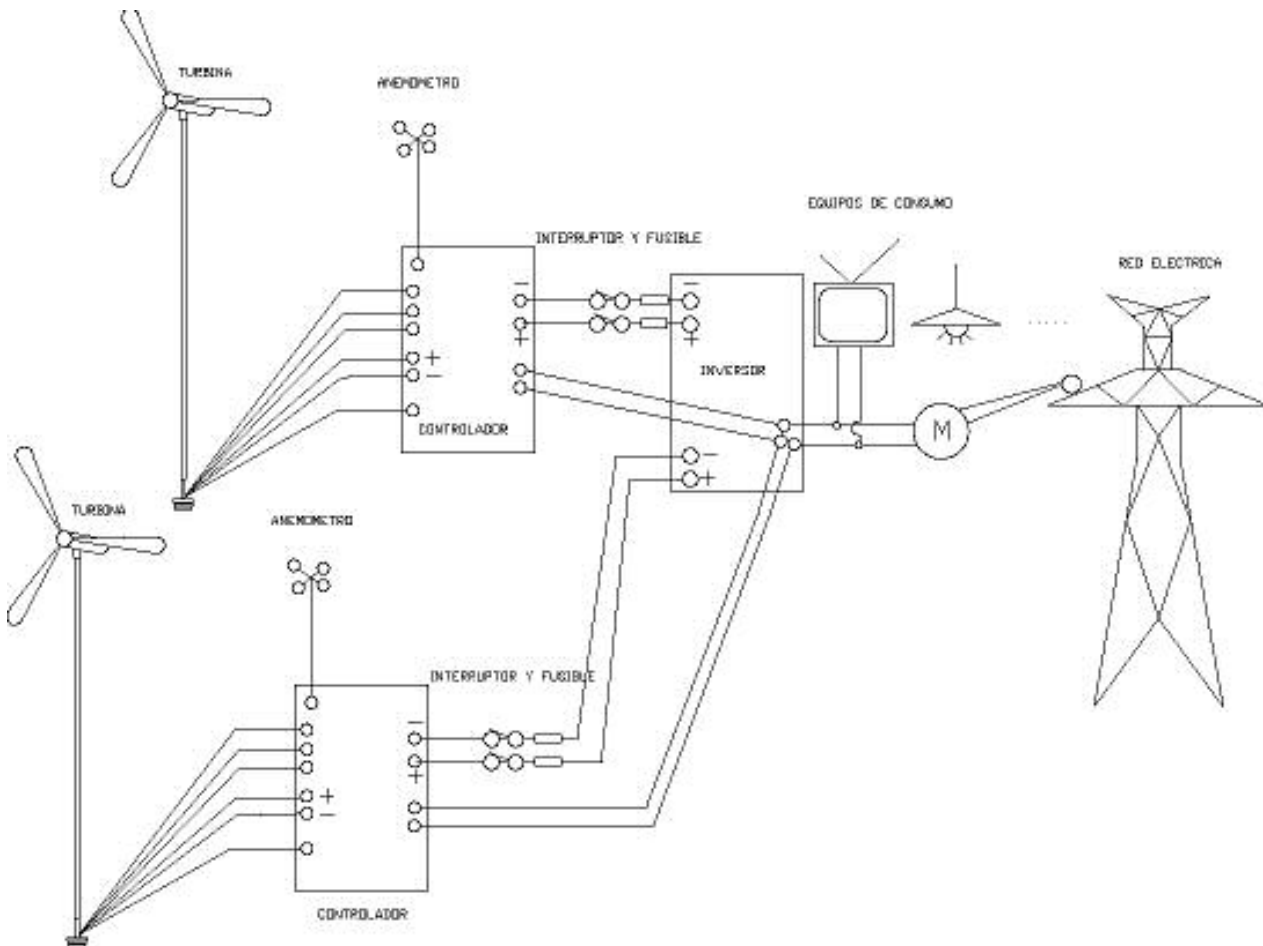 TURBINA
ANEMOMETRO
EQUIPOS DE CONSUMO
INTERRUPTOR Y FUSIBLE
RED ELECTRICA
-
+
-
+
+
-
INVERSOR
.....
CONTROLADOR
M
-
+
TURBINA
ANEMOMETRO
INTERRUPTOR Y FUSIBLE
-
+
+
-
CONTROLADOR